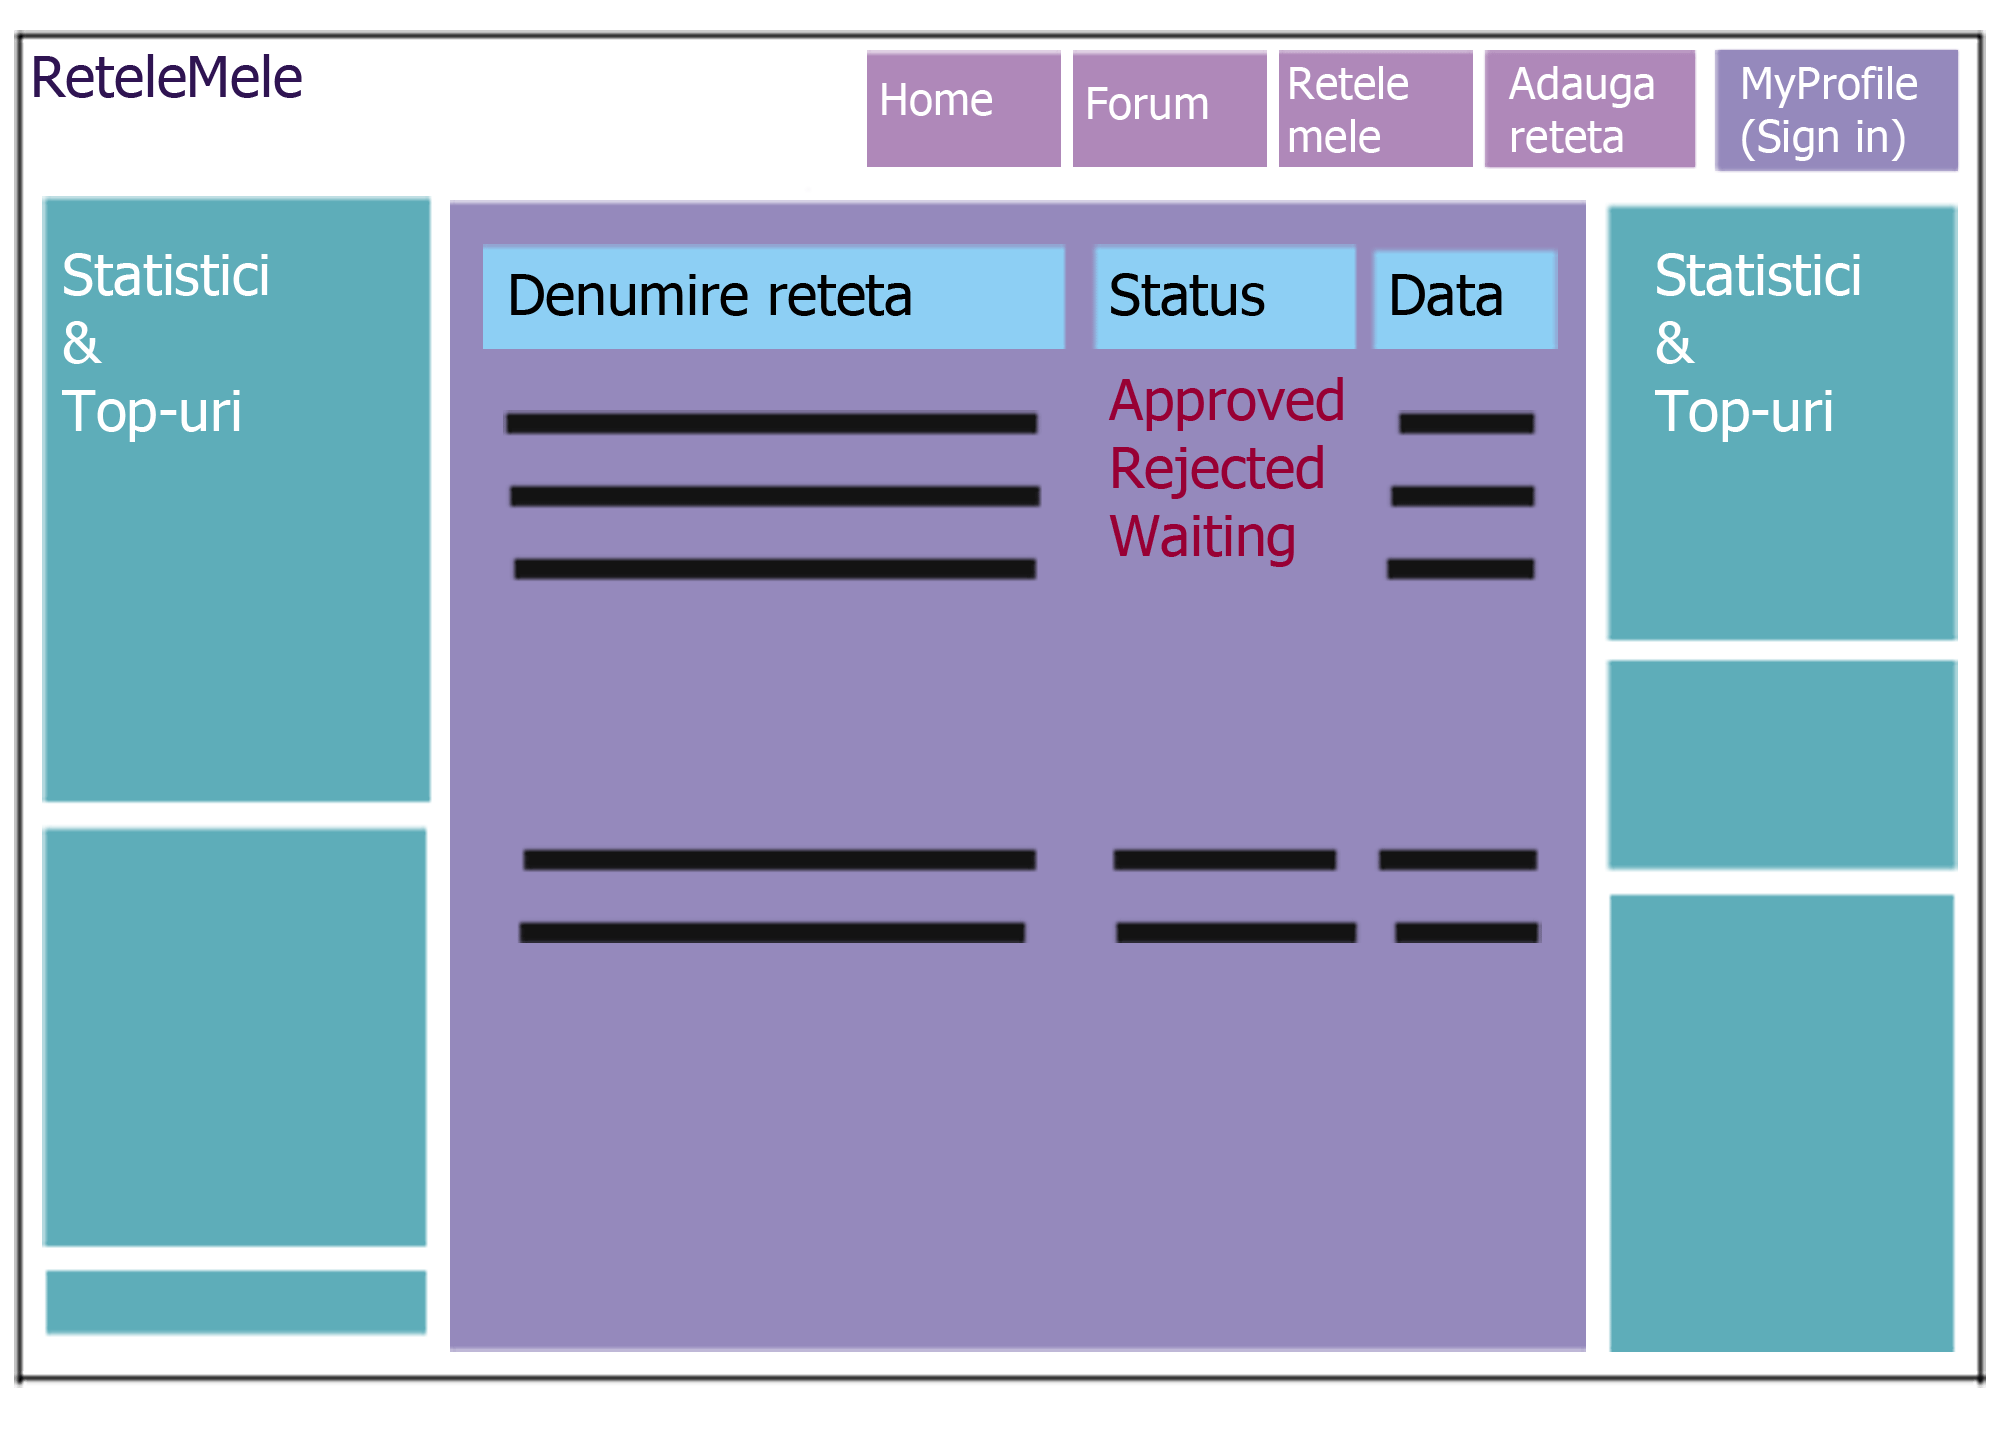 ReteleMele
Home
Forum
Retele
mele
Adauga
reteta
MyProfile
(Sign in)
Statistici
&
Top-uri
Denumire reteta
Status
Data
Approved
Rejected
Waiting
Statistici
&
Top-uri